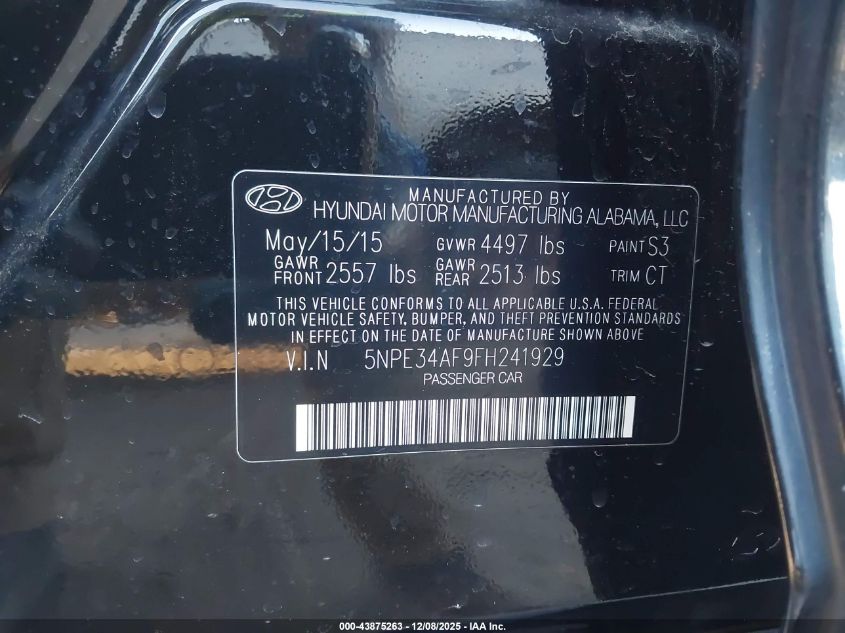 MANUFACTURED BY
HYUNDAI MOTOR MANUFACTURING ALABAMA, LLC
May/15/15 GVWR 4497 lbs PAINT S3
GAWR FRONT 2557 lbs GAWR REAR 2513 lbs TRIM CT
THIS VEHICLE CONFORMS TO ALL APPLICABLE U.S.A. FEDERAL
MOTOR VEHICLE SAFETY, BUMPER, AND THEFT PREVENTION STANDARDS
IN EFFECT ON THE DATE OF MANUFACTURE SHOWN ABOVE.
V.I.N 5NPE34AF9FH241929
PASSENGER CAR
000-43875263 - 12/08/2025 - IAA Inc.